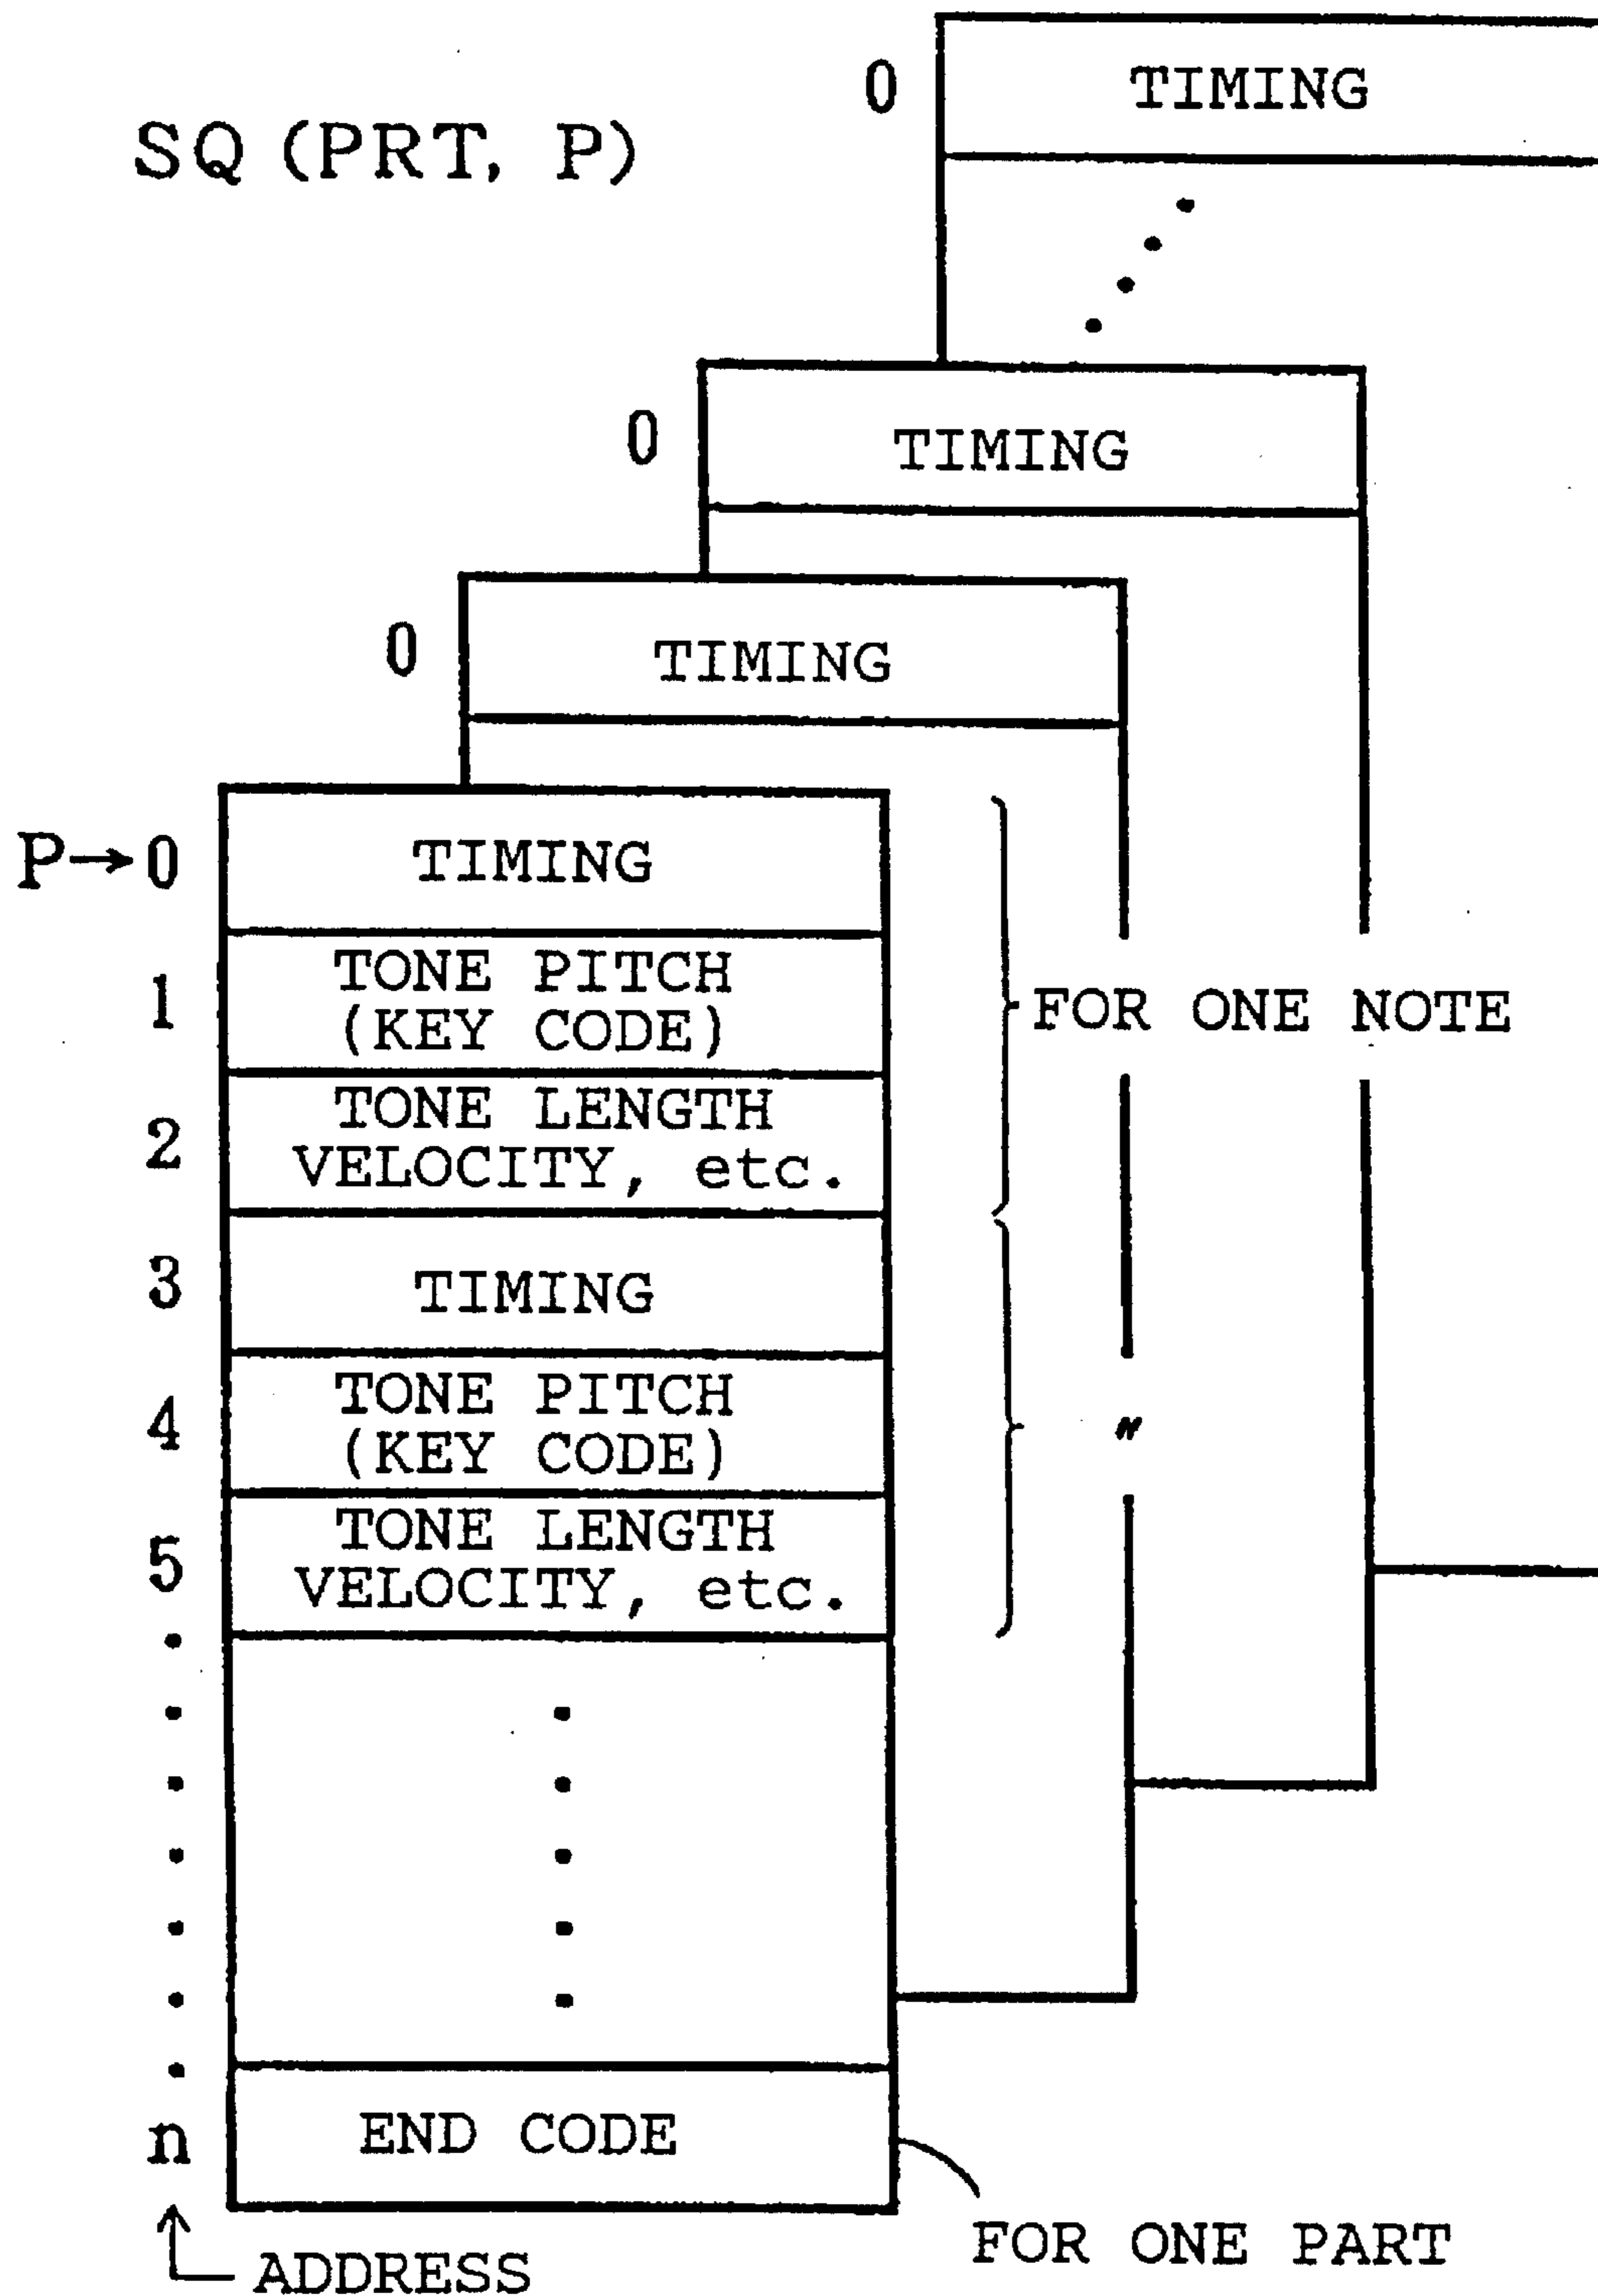 0 TIMING
SQ (PRT, P)
0 TIMING
0 TIMING
P→0 TIMING
1 TONE PITCH
(KEY CODE)
FOR ONE NOTE
2 TONE LENGTH
VELOCITY, etc.
3 TIMING
4 TONE PITCH
(KEY CODE)
〃
5 TONE LENGTH
VELOCITY, etc.
n END CODE
FOR ONE PART
ADDRESS